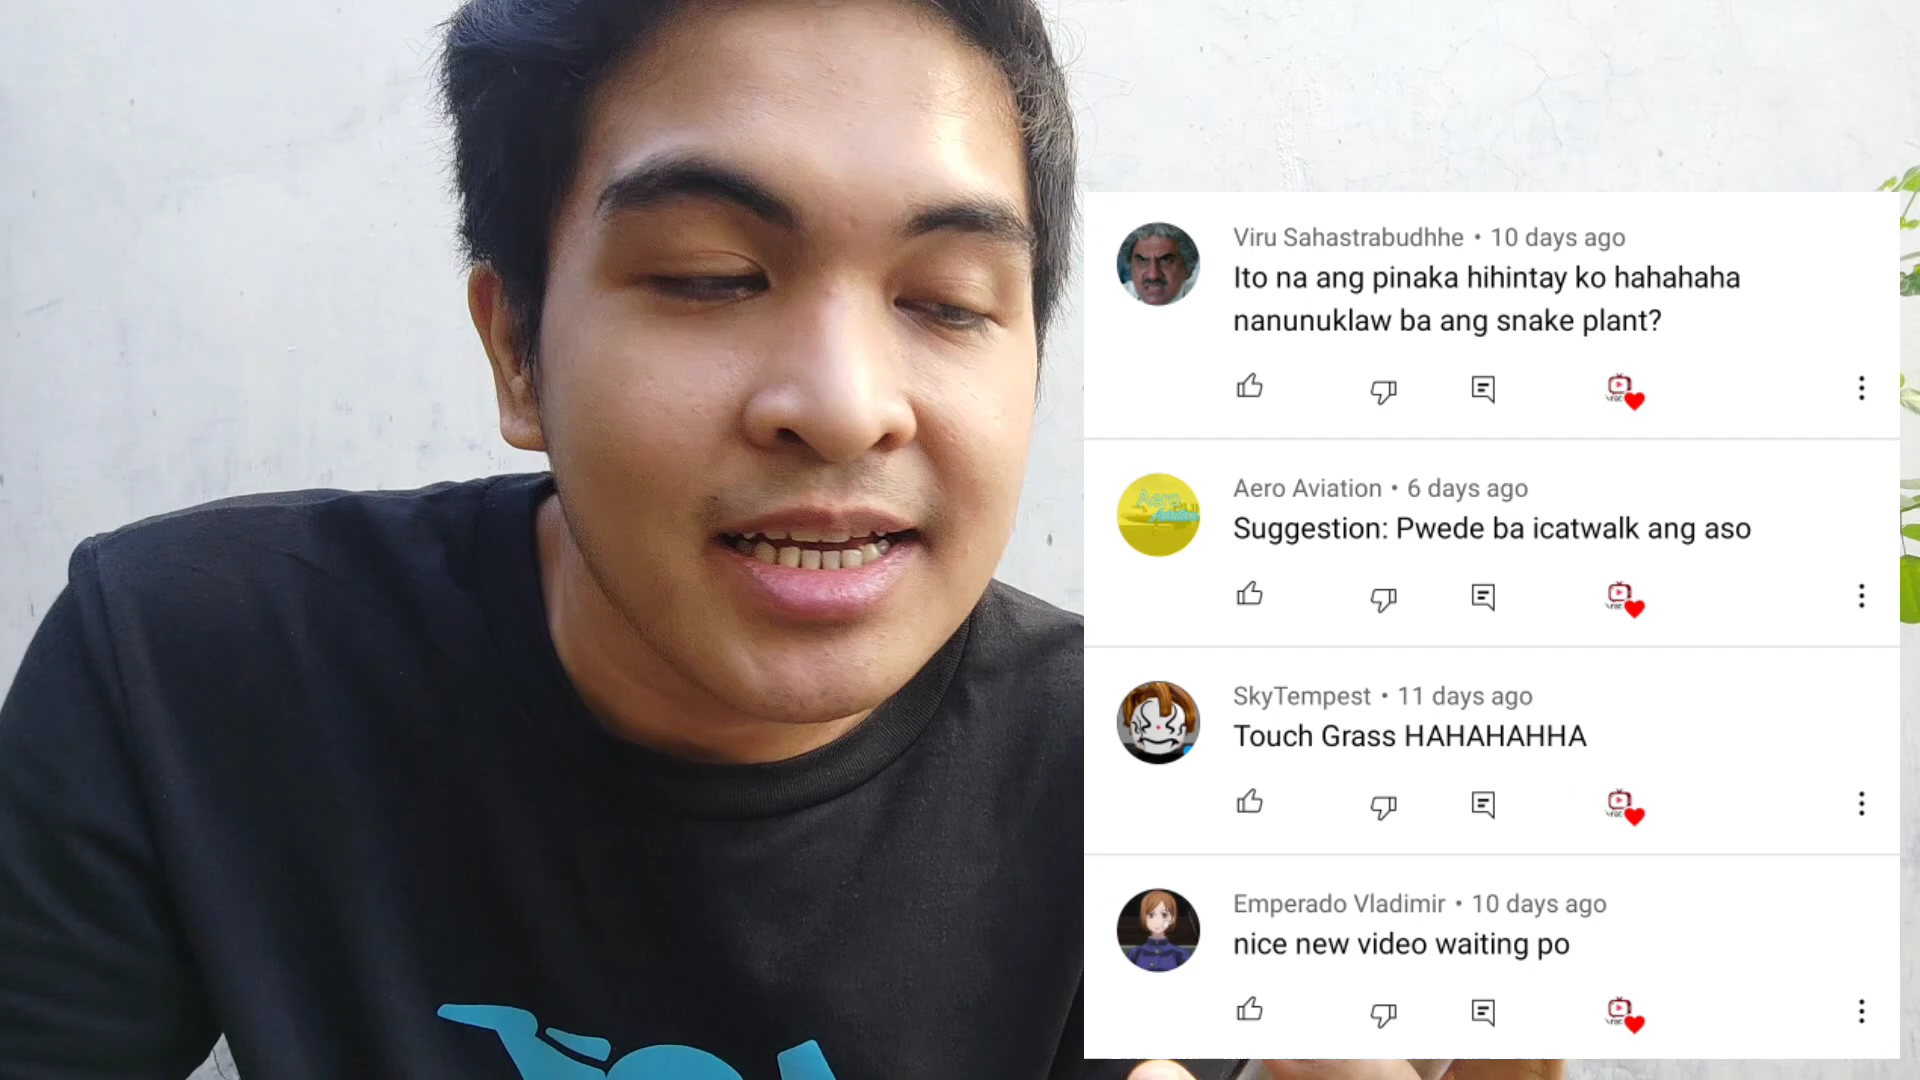 Viru Sahastrabudhhe • 10 days ago
Ito na ang pinaka hihintay ko hahahaha
nanunuklaw ba ang snake plant?
Aero Aviation • 6 days ago
Suggestion: Pwede ba icatwalk ang aso
SkyTempest • 11 days ago
Touch Grass HAHAHAHHA
Emperado Vladimir • 10 days ago
nice new video waiting po